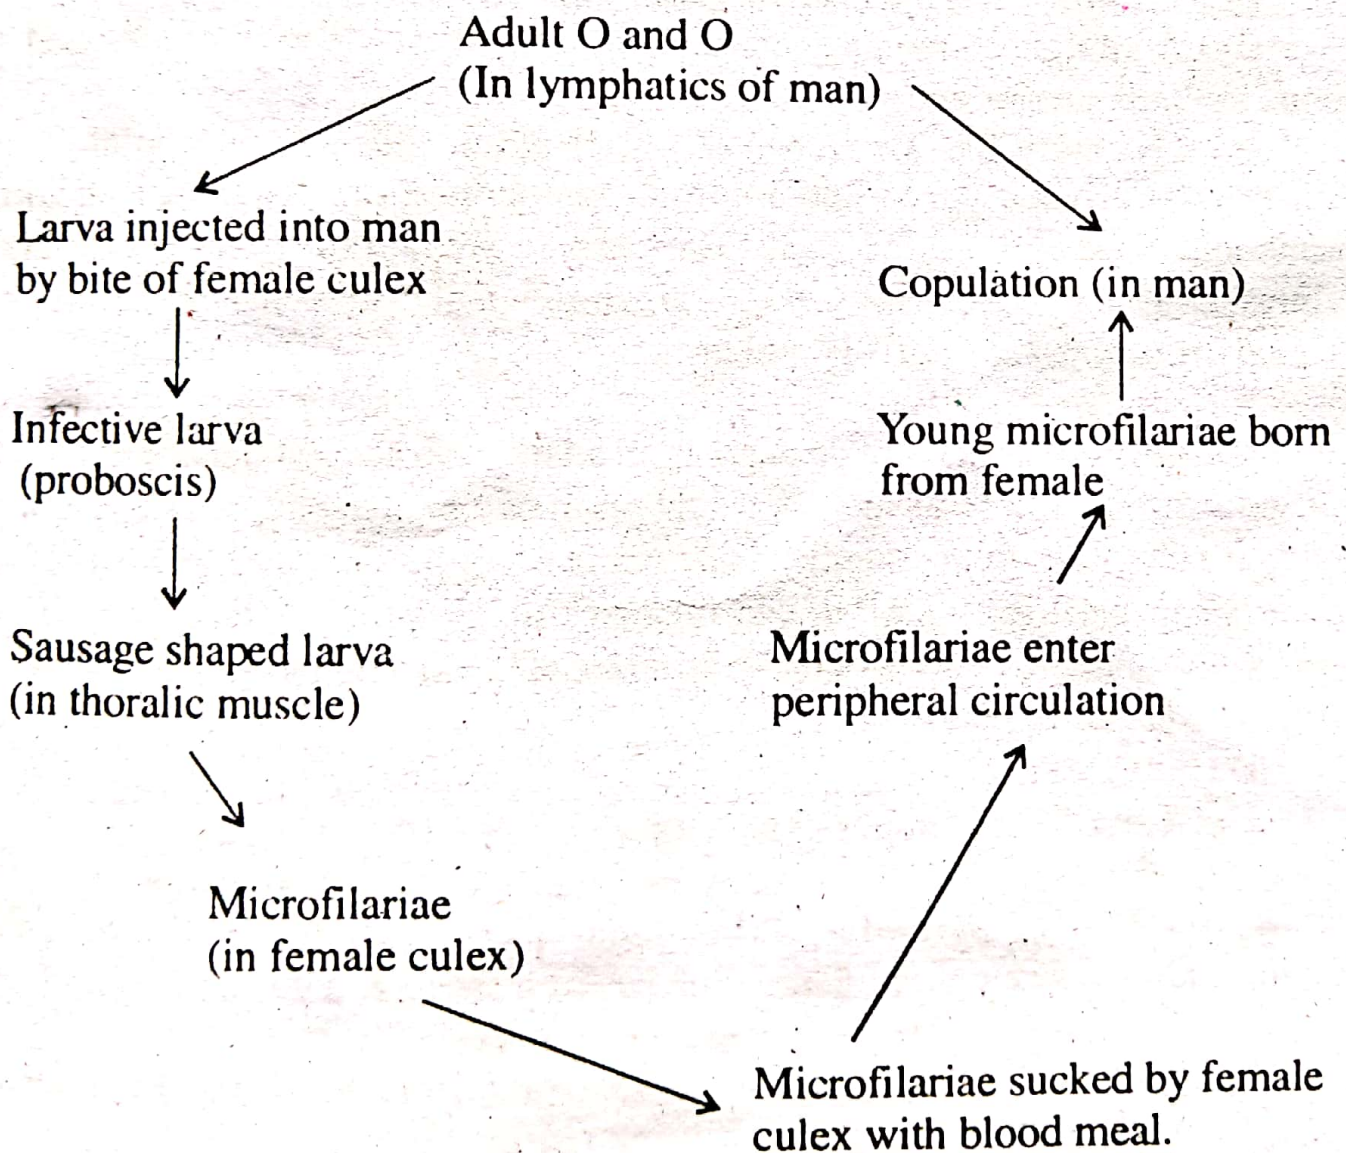 Adult O and O
(In lymphatics of man)
Larva injected into man
by bite of female culex
Copulation (in man)
Infective larva
(proboscis)
Young microfilariae born
from female
Sausage shaped larva
(in thoralic muscle)
Microfilariae enter
peripheral circulation
Microfilariae
(in female culex)
Microfilariae sucked by female
culex with blood meal.